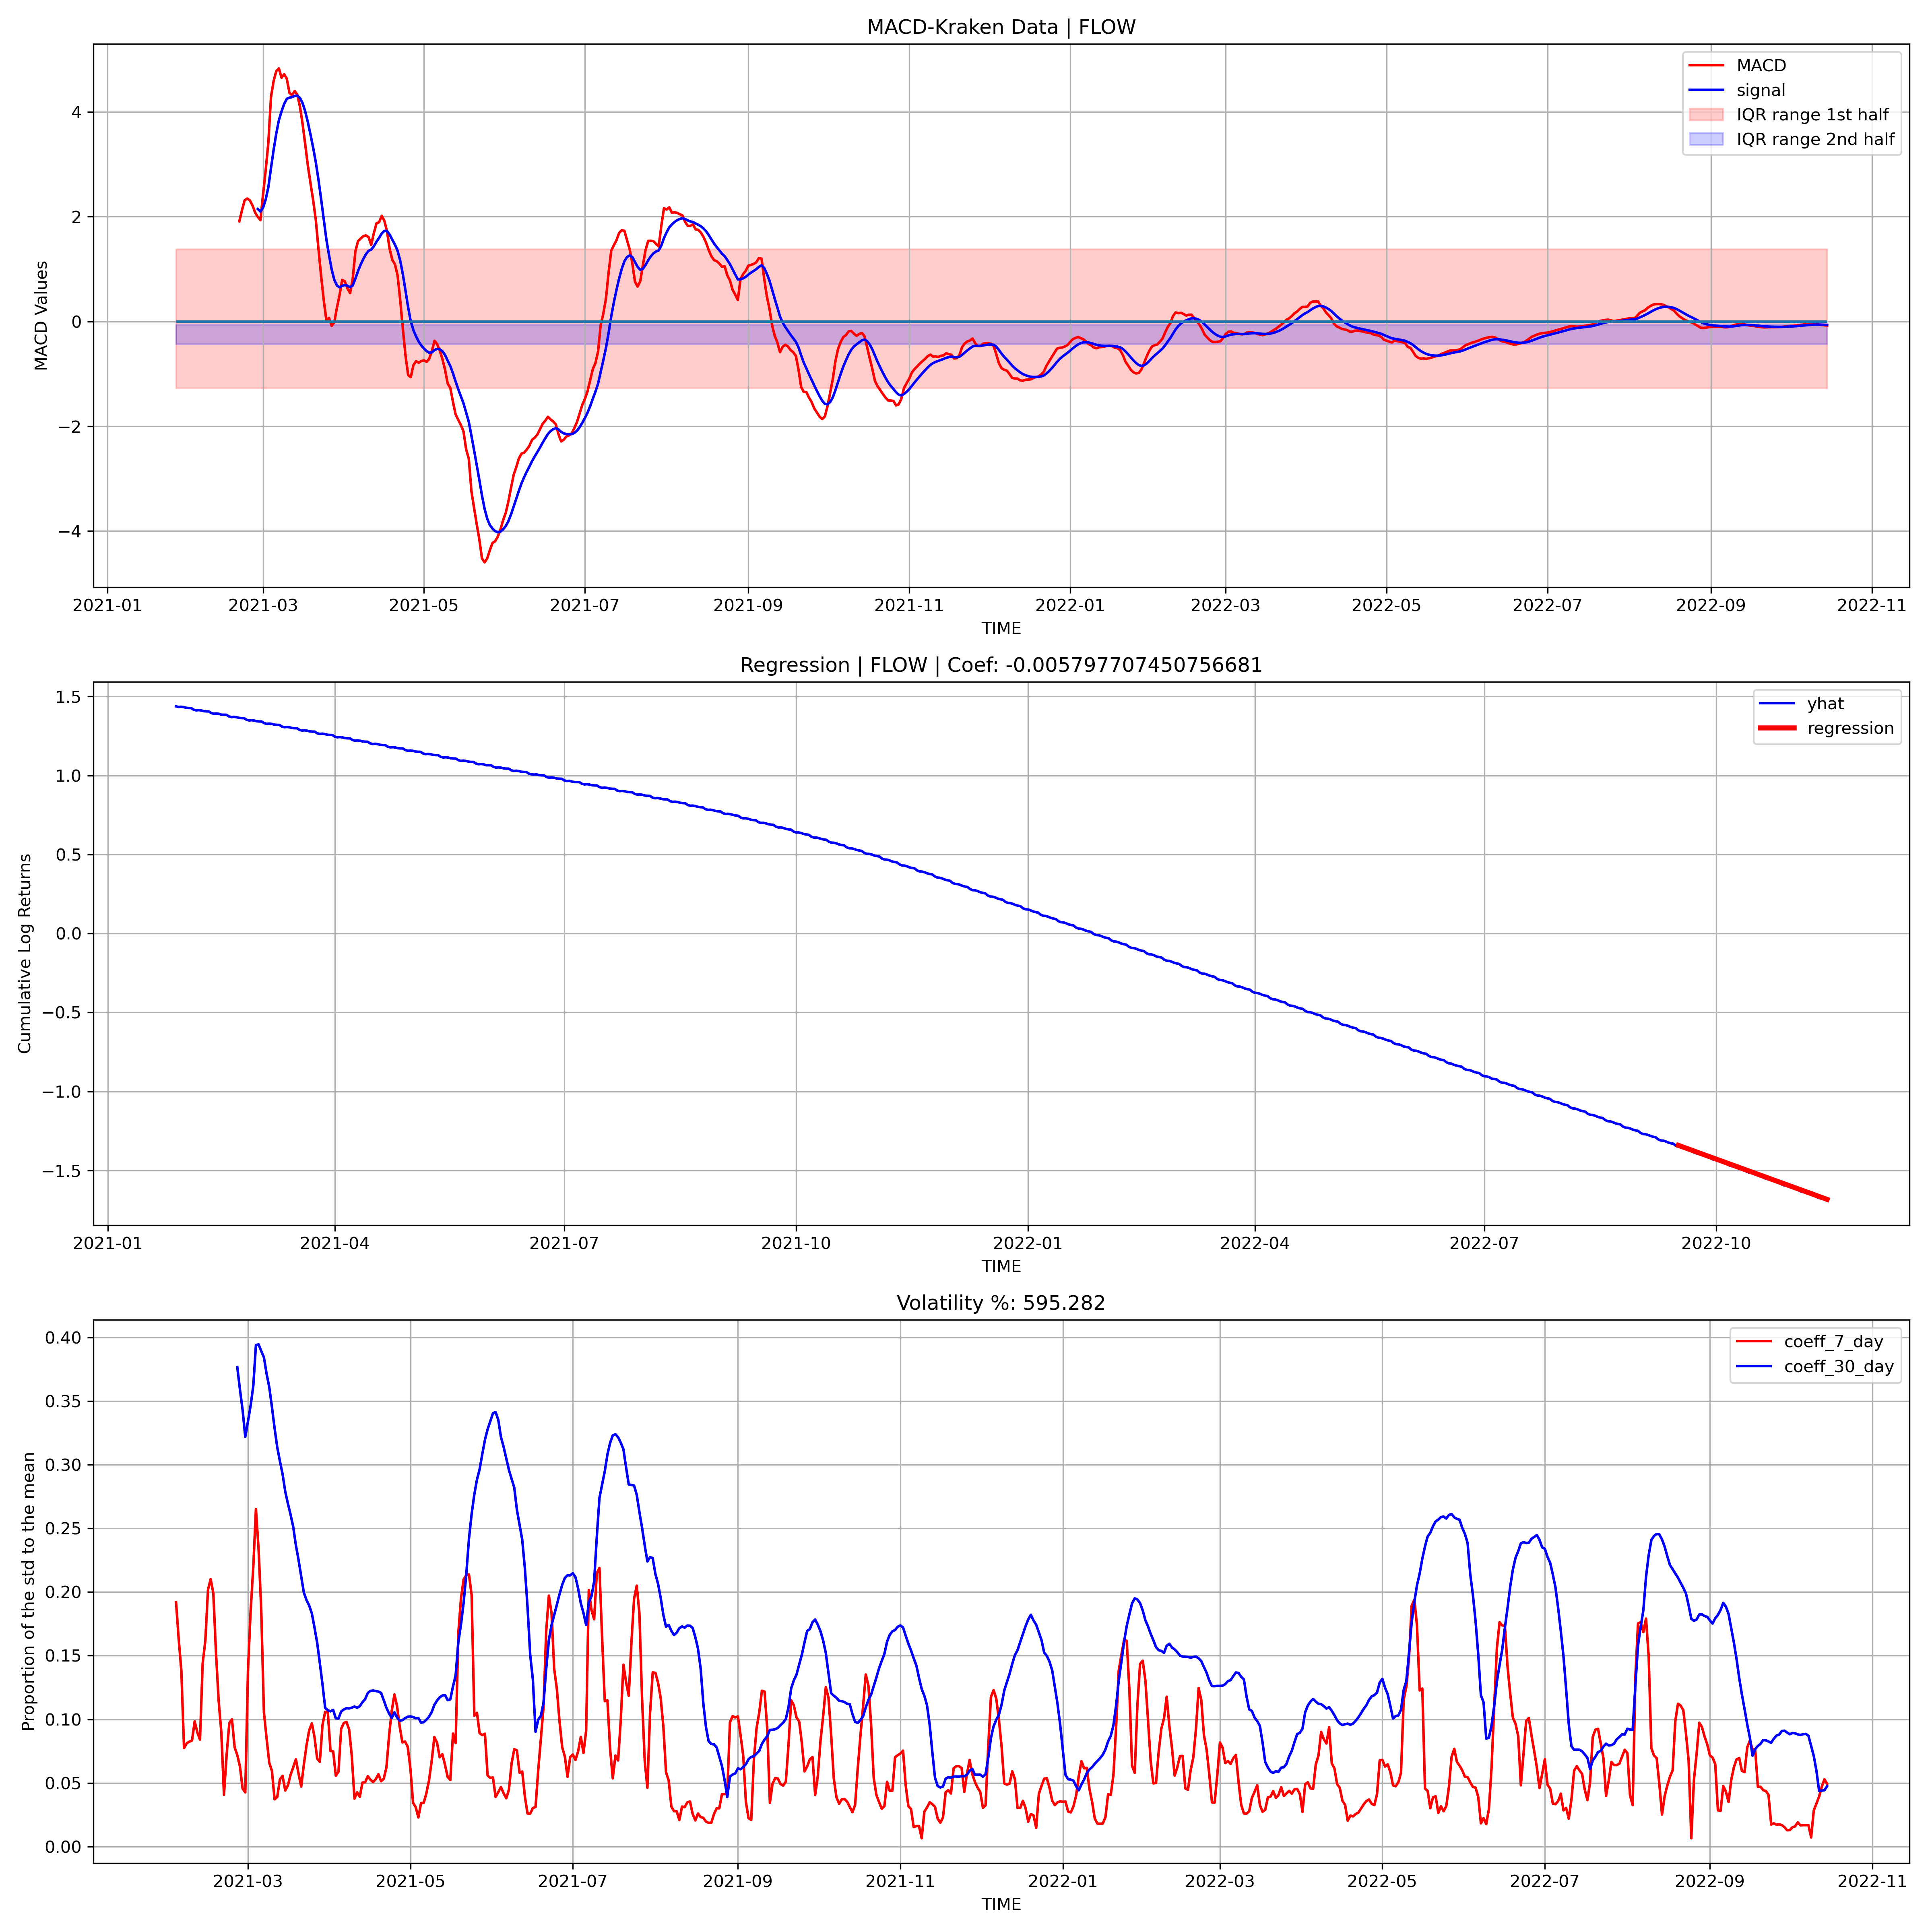 MACD-Kraken Data | FLOW
MACD
signal
IQR range 1st half
IQR range 2nd half
MACD Values
4
2
0
−2
−4
2021-01 2021-03 2021-05 2021-07 2021-09 2021-11 2022-01 2022-03 2022-05 2022-07 2022-09 2022-11
TIME
Regression | FLOW | Coef: -0.005797707450756681
yhat
regression
Cumulative Log Returns
1.5
1.0
0.5
0.0
−0.5
−1.0
−1.5
2021-01 2021-04 2021-07 2021-10 2022-01 2022-04 2022-07 2022-10
TIME
Volatility %: 595.282
coeff_7_day
coeff_30_day
Proportion of the std to the mean
0.40
0.35
0.30
0.25
0.20
0.15
0.10
0.05
0.00
2021-03 2021-05 2021-07 2021-09 2021-11 2022-01 2022-03 2022-05 2022-07 2022-09 2022-11
TIME